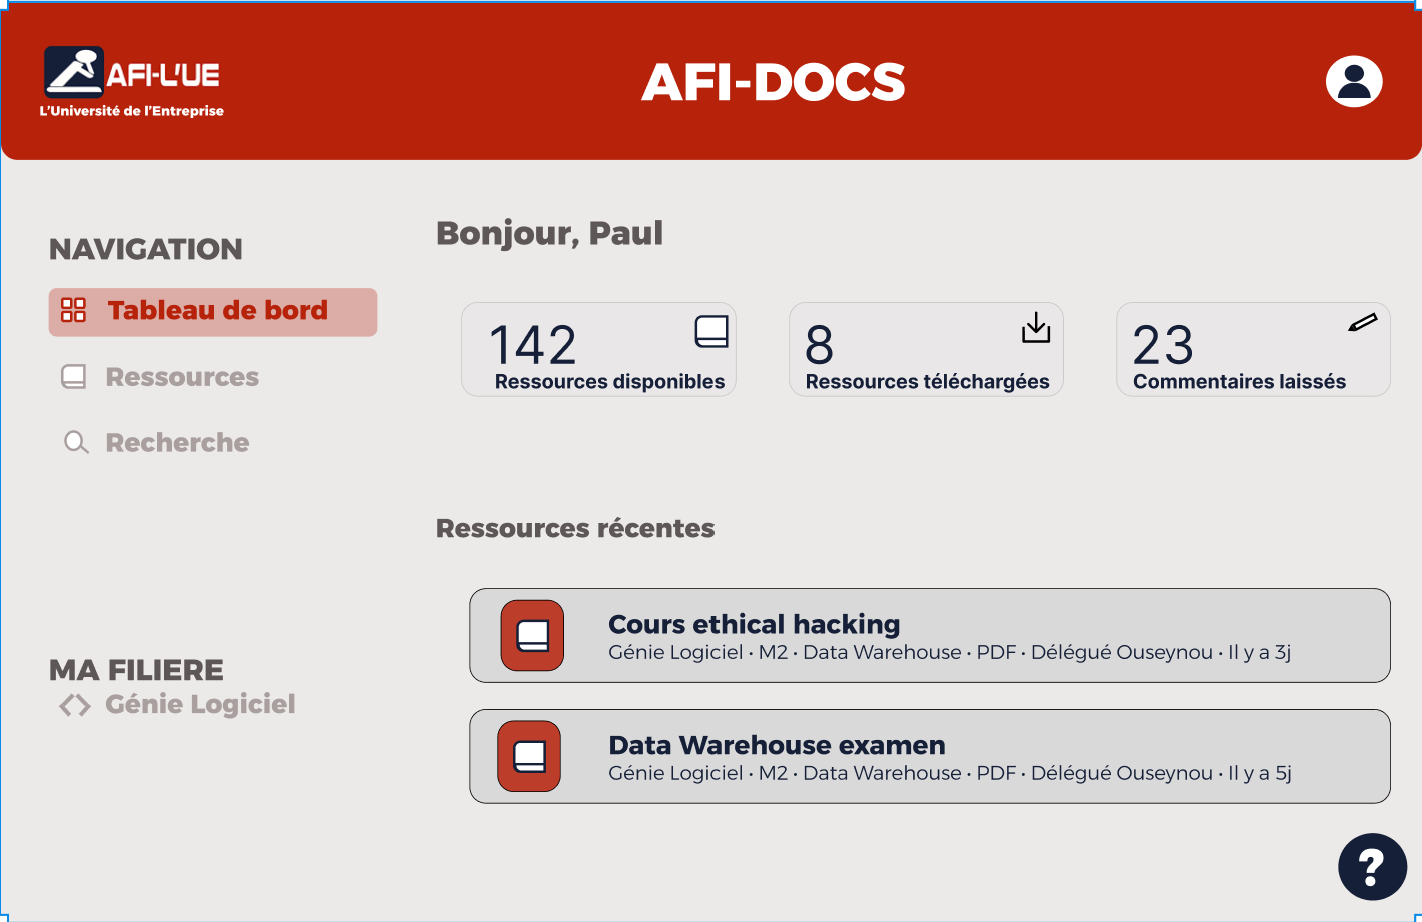 AFI-L'UE
L'Université de l'Entreprise
AFI-DOCS
NAVIGATION
Tableau de bord
Ressources
Recherche
MA FILIERE
Génie Logiciel
Bonjour, Paul
142
Ressources disponibles
8
Ressources téléchargées
23
Commentaires laissés
Ressources récentes
Cours ethical hacking
Génie Logiciel · M2 · Data Warehouse · PDF · Délégué Ouseynou · Il y a 3j
Data Warehouse examen
Génie Logiciel · M2 · Data Warehouse · PDF · Délégué Ouseynou · Il y a 5j
?